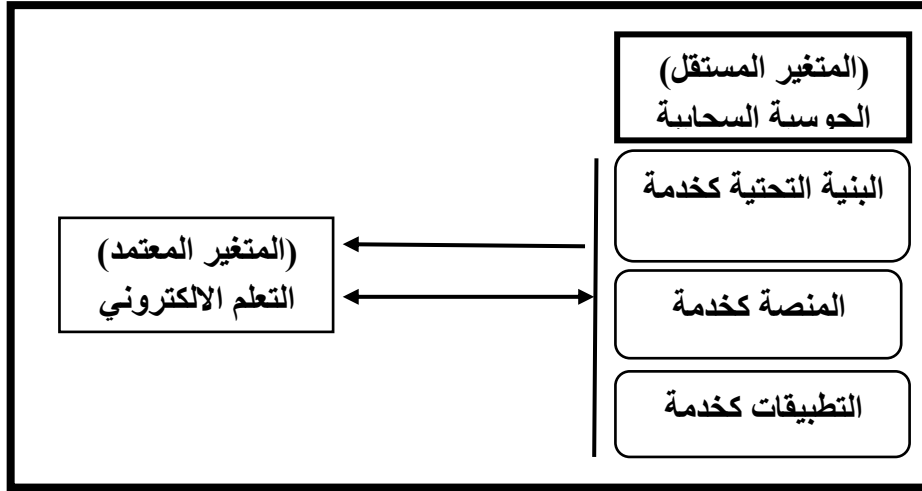 (المتغير المستقل)
الحوسبة السحابية
البنية التحتية كخدمة
(المتغير المعتمد)
التعلم الالكتروني
المنصة كخدمة
التطبيقات كخدمة